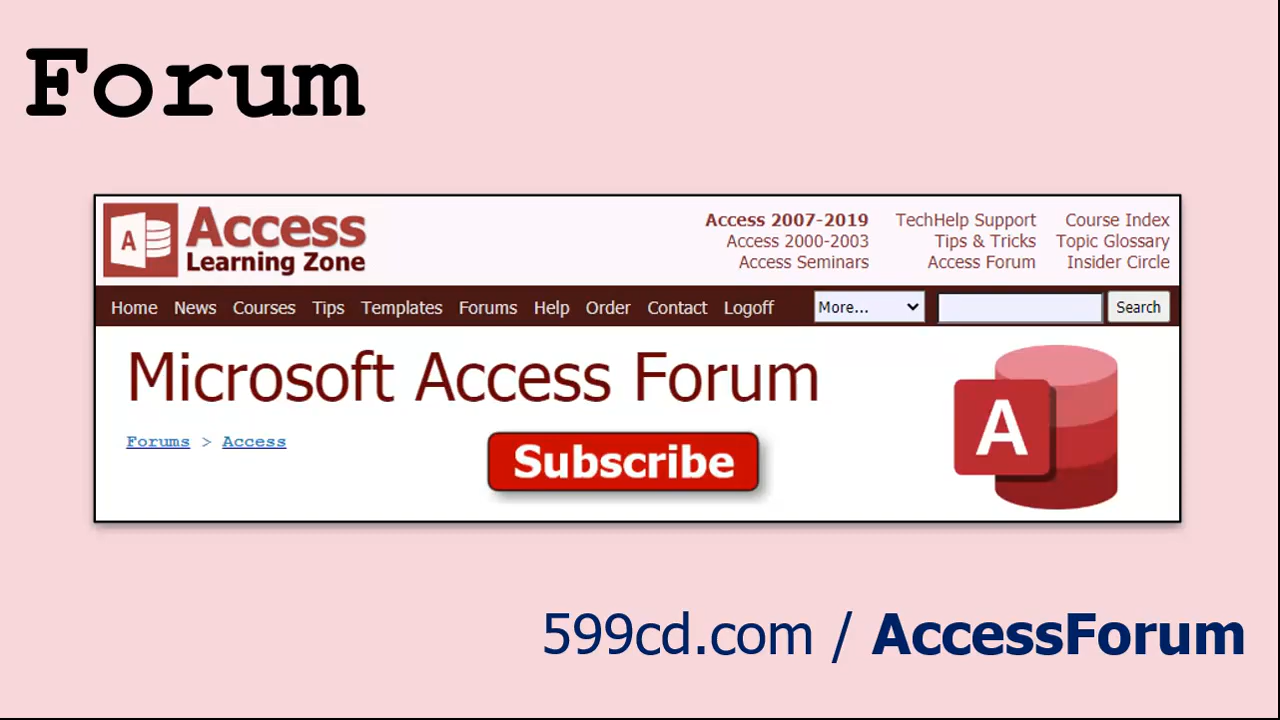 Forum
Access
Learning Zone
Access 2007-2019 TechHelp Support Course Index
Access 2000-2003 Tips & Tricks Topic Glossary
Access Seminars Access Forum Insider Circle
Home News Courses Tips Templates Forums Help Order Contact Logoff More... Search
Microsoft Access Forum
Forums > Access
Subscribe
599cd.com / AccessForum